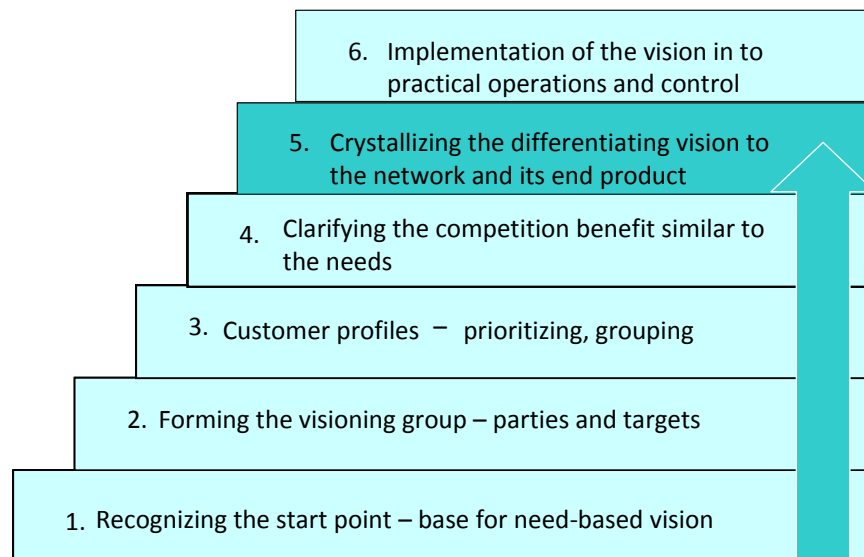 6. Implementation of the vision in to
practical operations and control
5. Crystallizing the differentiating vision to
the network and its end product
4. Clarifying the competition benefit similar to
the needs
3. Customer profiles – prioritizing, grouping
2. Forming the visioning group – parties and targets
1. Recognizing the start point – base for need-based vision